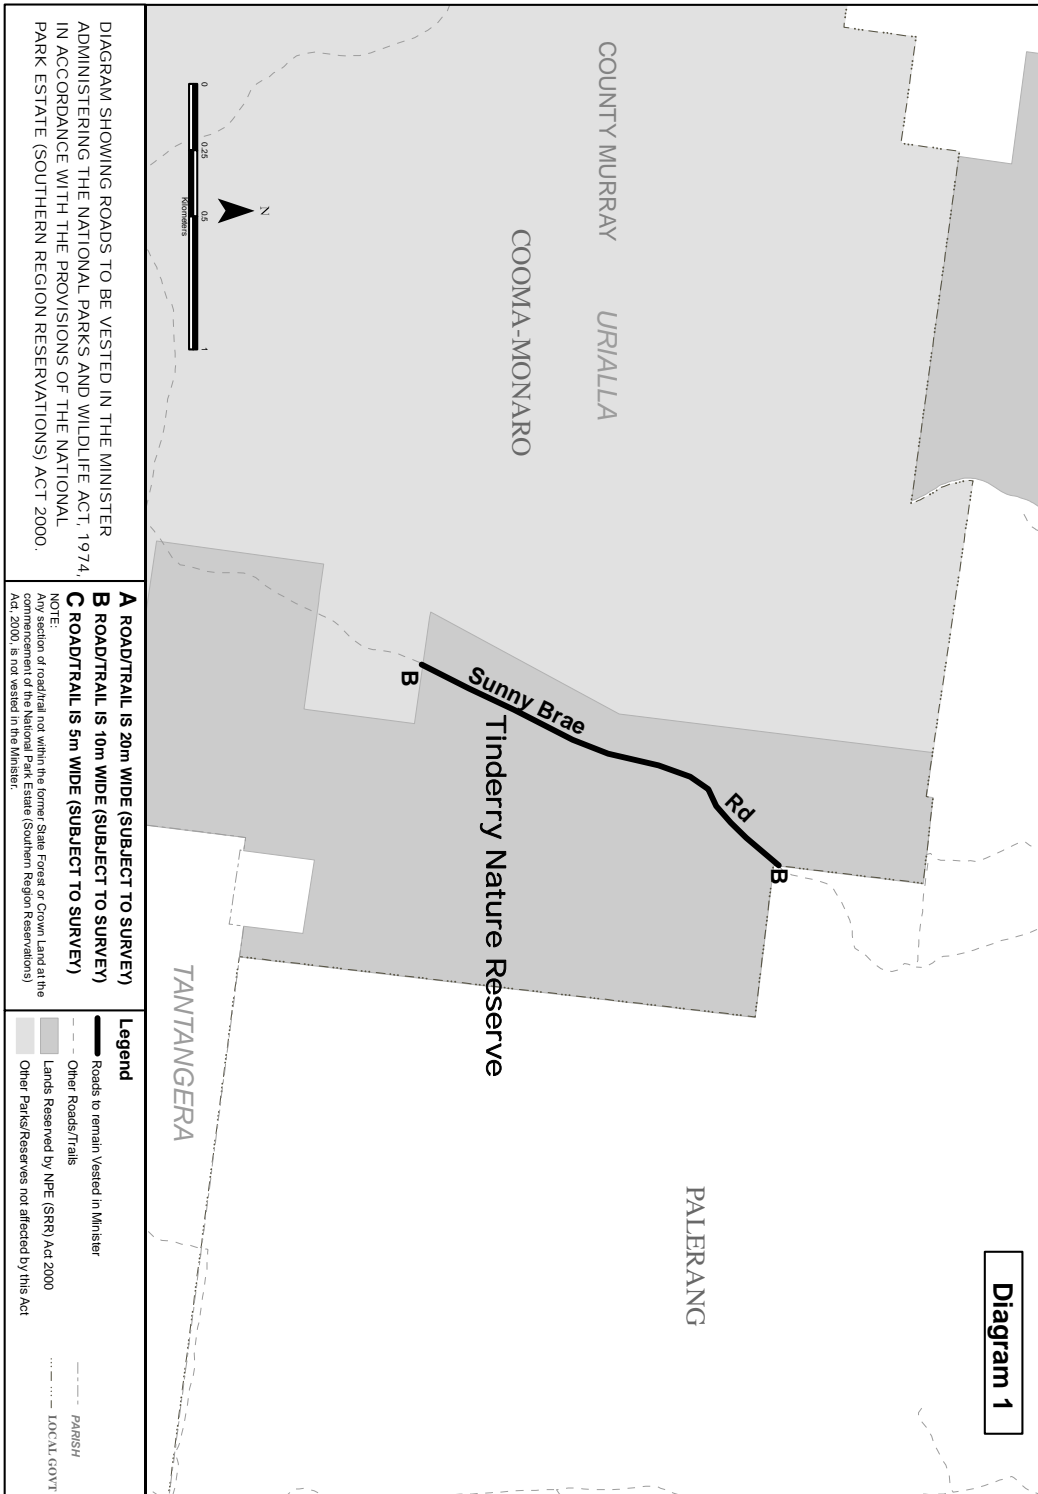 Diagram 1
COUNTY MURRAY
URIALLA
COOMA-MONARO
PALERANG
Sunny Brae
Rd
B
B
Tinderry Nature Reserve
TANTANGERA
N
0
0.25
0.5
1
Kilometers
DIAGRAM SHOWING ROADS TO BE VESTED IN THE MINISTER
ADMINISTERING THE NATIONAL PARKS AND WILDLIFE ACT, 1974,
IN ACCORDANCE WITH THE PROVISIONS OF THE NATIONAL
PARK ESTATE (SOUTHERN REGION RESERVATIONS) ACT 2000.
A ROAD/TRAIL IS 20m WIDE (SUBJECT TO SURVEY)
B ROAD/TRAIL IS 10m WIDE (SUBJECT TO SURVEY)
C ROAD/TRAIL IS 5m WIDE (SUBJECT TO SURVEY)
NOTE:
Any section of road/trail not within the former State Forest or Crown Land at the
commencement of the National Park Estate (Southern Region Reservations)
Act, 2000, is not vested in the Minister.
Legend
Roads to remain Vested in Minister
Other Roads/Trails
Lands Reserved by NPE (SRR) Act 2000
Other Parks/Reserves not affected by this Act
PARISH
LOCAL GOVT